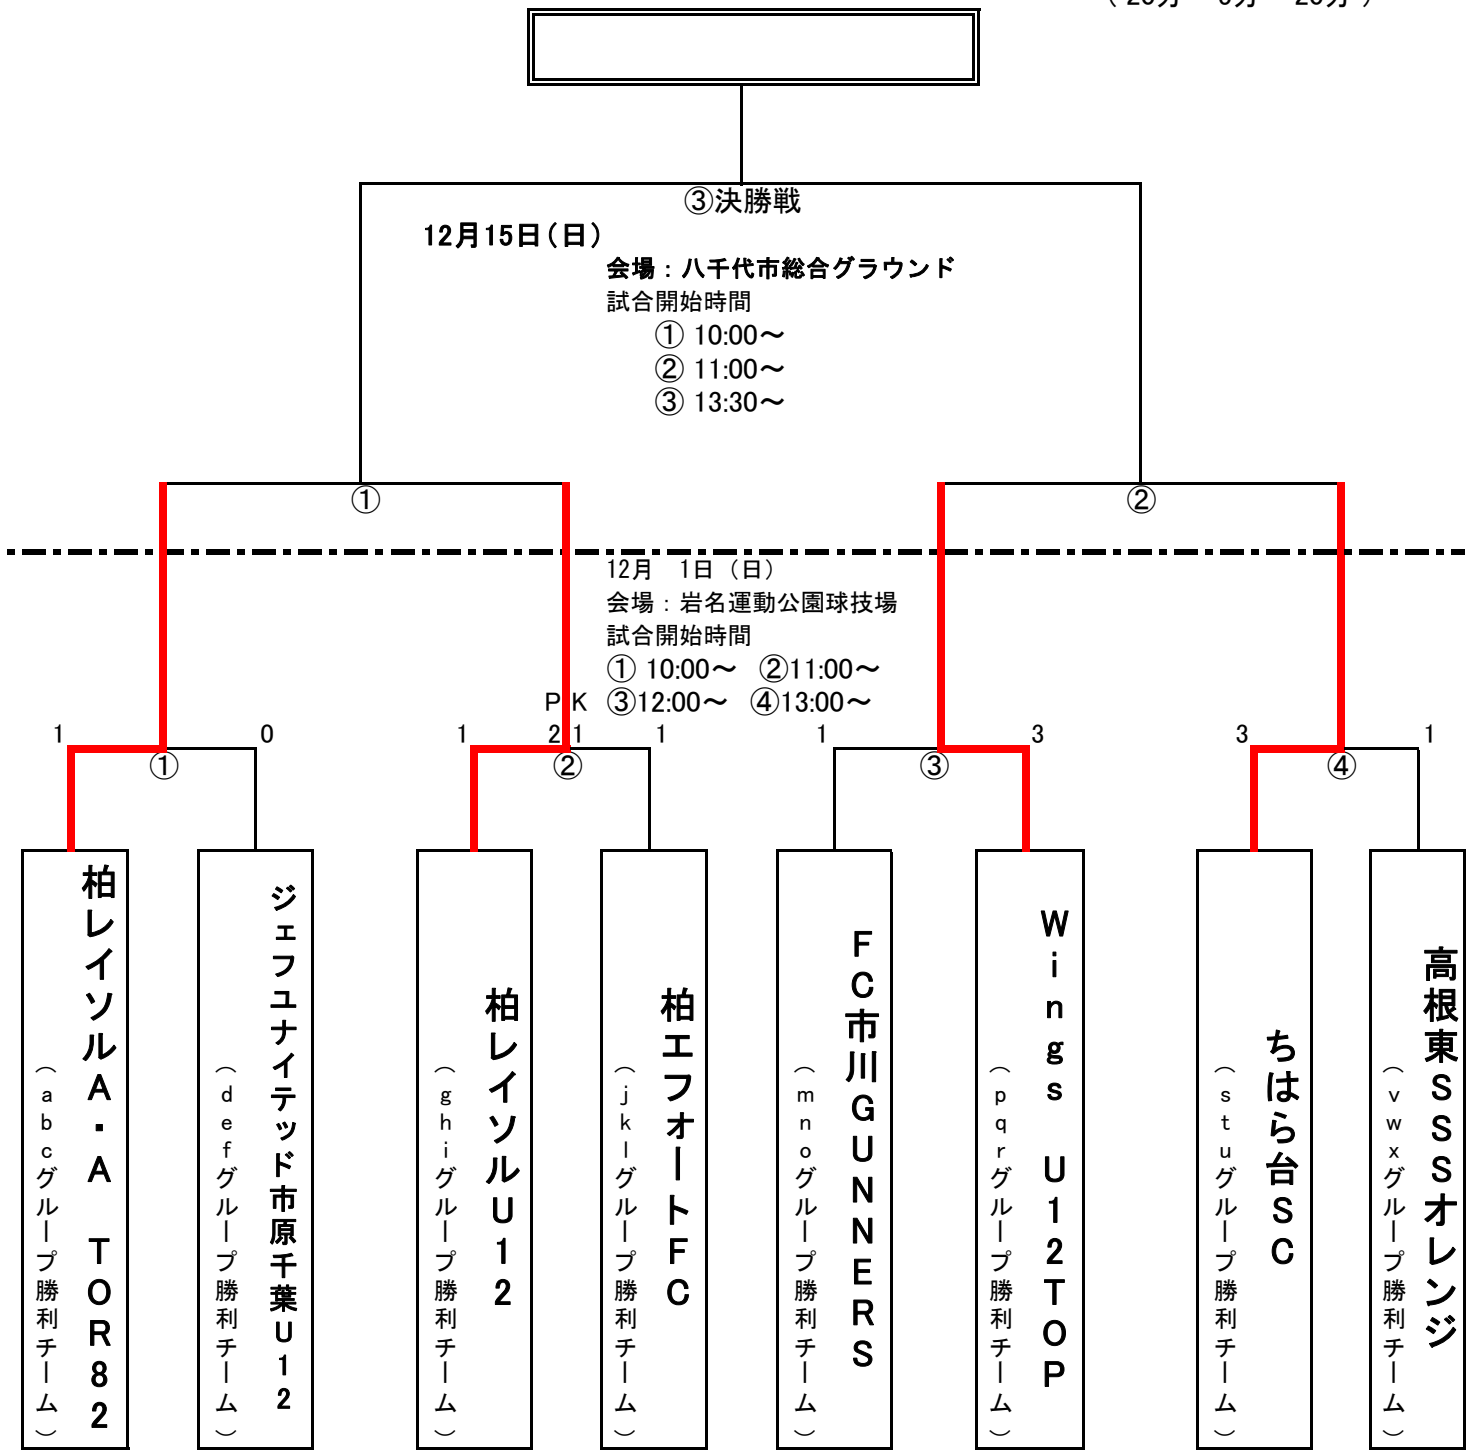 ③決勝戦
12月15日(日)
会場：八千代市総合グラウンド
試合開始時間
① 10:00～
② 11:00～
③ 13:30～
①
②
12月　1日（日）
会場：岩名運動公園球技場
試合開始時間
① 10:00～　②11:00～
PK
③12:00～　④13:00～
1
0
1
2 1
1
1
3
3
1
①
②
③
④
柏レイソルA・A　TOR82
（abcグループ勝利チーム）
ジェフユナイテッド市原千葉U12
（defグループ勝利チーム）
柏レイソルU12
（ghiグループ勝利チーム）
柏エフォートFC
（jklグループ勝利チーム）
FC市川GUNNERS
（mnoグループ勝利チーム）
Wings　U12TOP
（pqrグループ勝利チーム）
ちはら台SC
（stuグループ勝利チーム）
高根東SSSオレンジ
（vwxグループ勝利チーム）